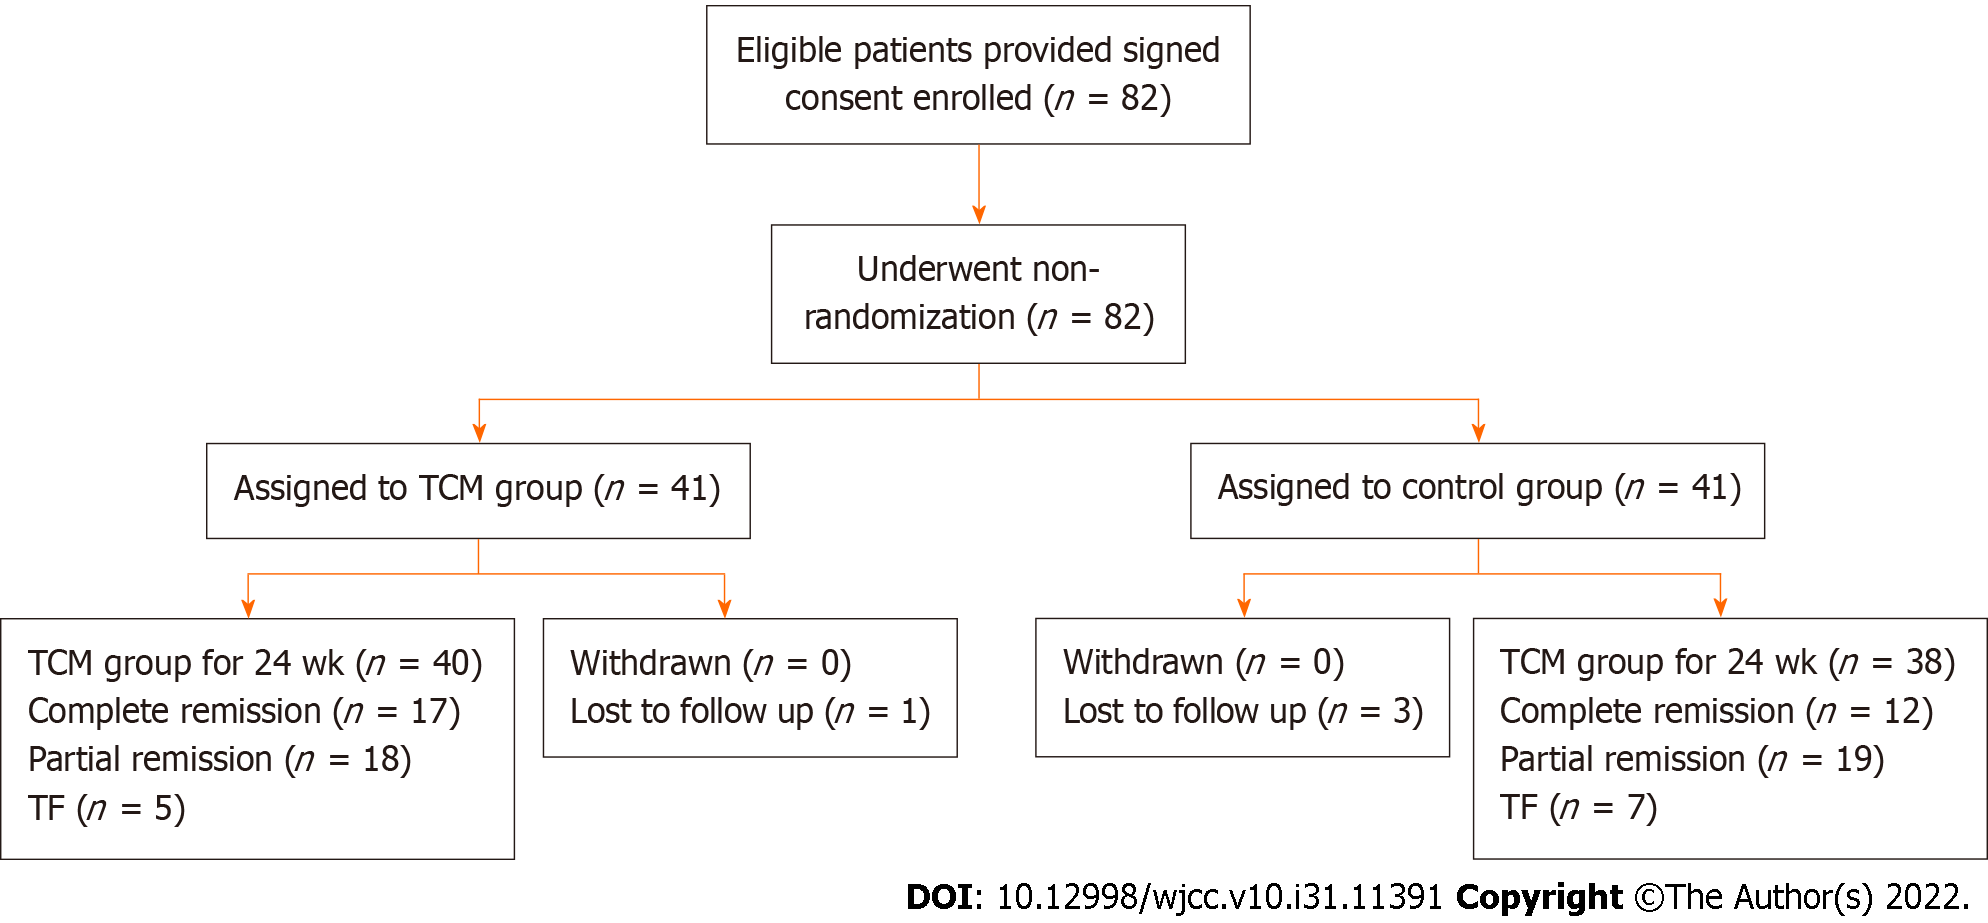 Eligible patients provided signed
consent enrolled (n = 82)
Underwent non-
randomization (n = 82)
Assigned to TCM group (n = 41)
Assigned to control group (n = 41)
TCM group for 24 wk (n = 40)
Complete remission (n = 17)
Partial remission (n = 18)
TF (n = 5)
Withdrawn (n = 0)
Lost to follow up (n = 1)
Withdrawn (n = 0)
Lost to follow up (n = 3)
TCM group for 24 wk (n = 38)
Complete remission (n = 12)
Partial remission (n = 19)
TF (n = 7)
DOI: 10.12998/wjcc.v10.i31.11391 Copyright ©The Author(s) 2022.